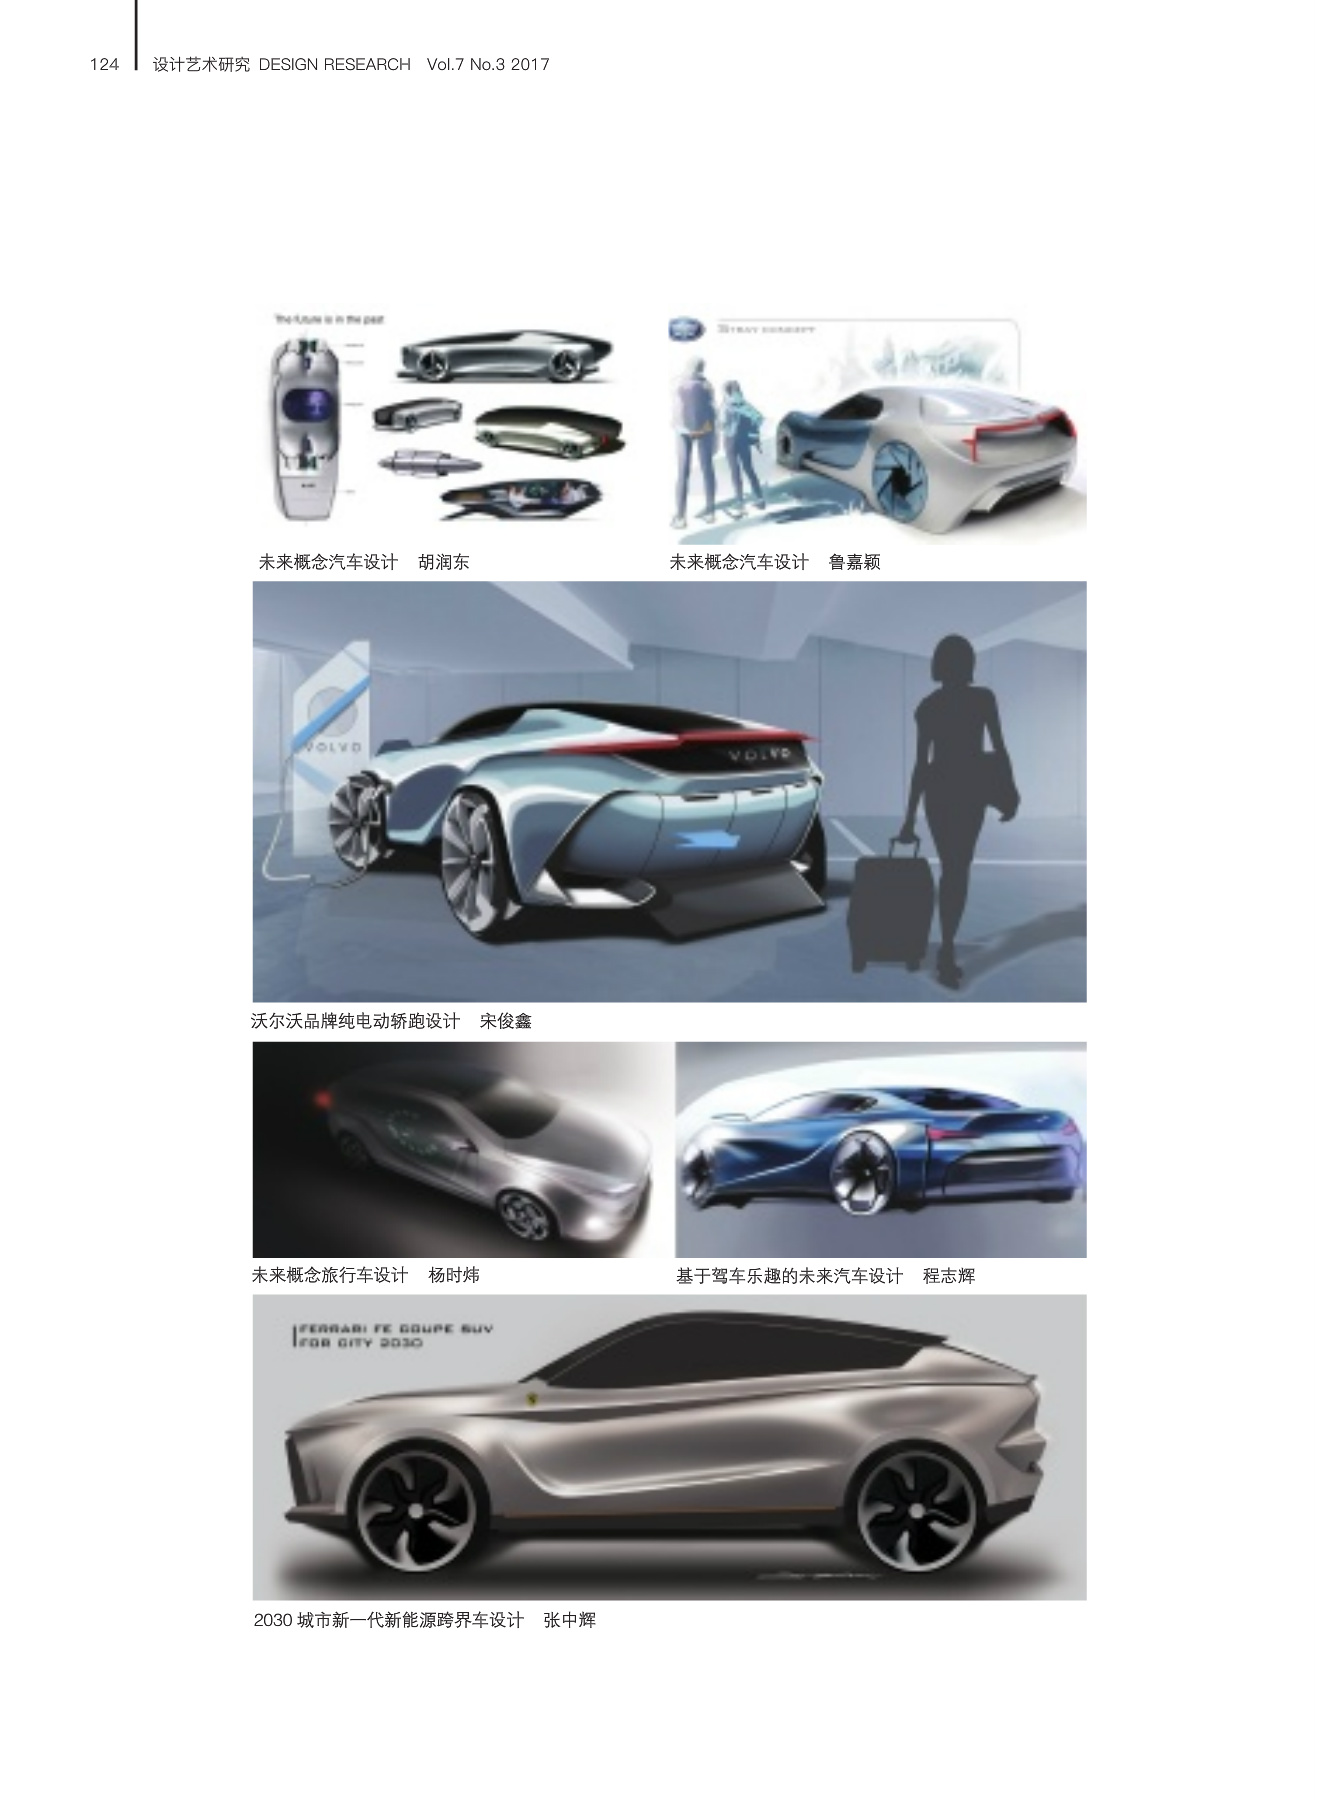 124 设计艺术研究 DESIGN RESEARCH Vol.7 No.3 2017
The future is in the past
未来概念汽车设计 胡润东
未来概念汽车设计 鲁嘉颖
VOLVO
VOLVO
沃尔沃品牌纯电动轿跑设计 宋俊鑫
未来概念旅行车设计 杨时炜
基于驾车乐趣的未来汽车设计 程志辉
FERRARI FE COUPE SUV
FOR CITY 2030
2030 城市新一代新能源跨界车设计 张中辉